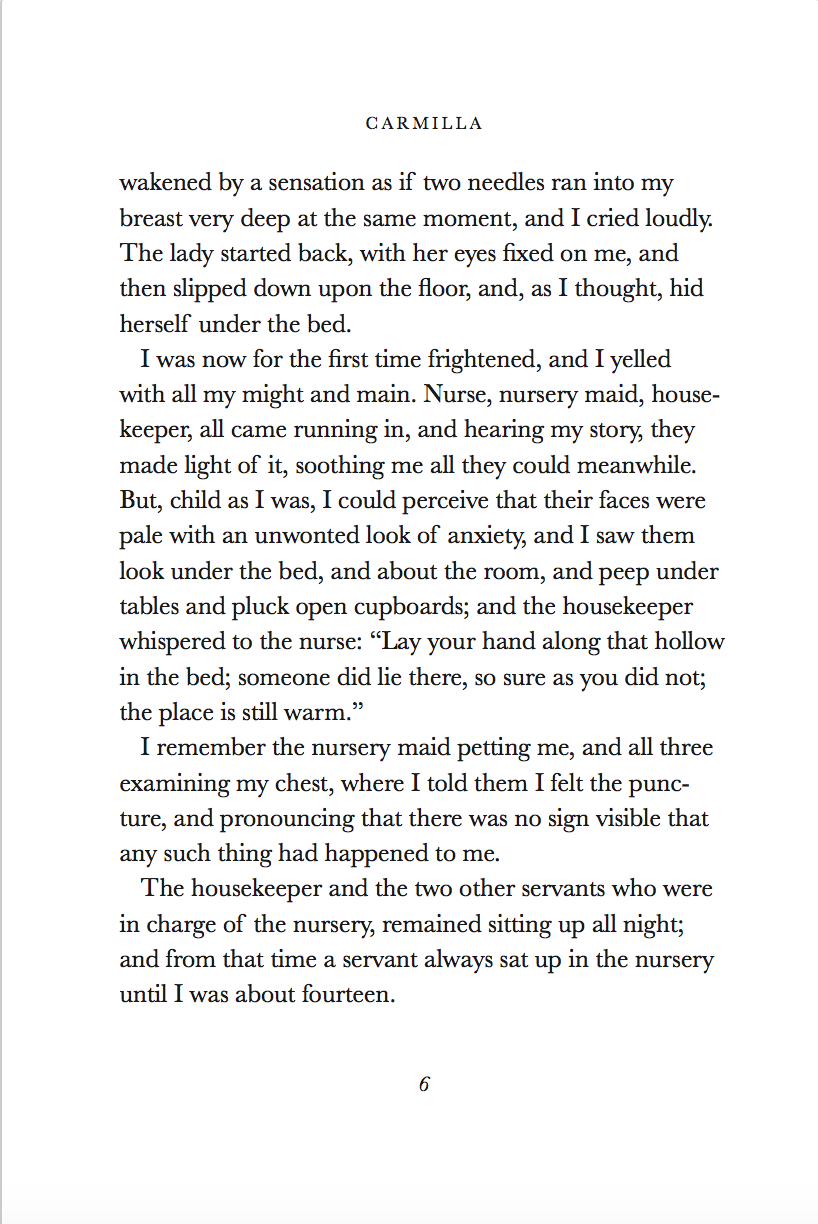 CARMILLA
wakened by a sensation as if two needles ran into my
breast very deep at the same moment, and I cried loudly.
The lady started back, with her eyes fixed on me, and
then slipped down upon the floor, and, as I thought, hid
herself under the bed.
I was now for the first time frightened, and I yelled
with all my might and main. Nurse, nursery maid, house-
keeper, all came running in, and hearing my story, they
made light of it, soothing me all they could meanwhile.
But, child as I was, I could perceive that their faces were
pale with an unwonted look of anxiety, and I saw them
look under the bed, and about the room, and peep under
tables and pluck open cupboards; and the housekeeper
whispered to the nurse: “Lay your hand along that hollow
in the bed; someone did lie there, so sure as you did not;
the place is still warm.”
I remember the nursery maid petting me, and all three
examining my chest, where I told them I felt the punc-
ture, and pronouncing that there was no sign visible that
any such thing had happened to me.
The housekeeper and the two other servants who were
in charge of the nursery, remained sitting up all night;
and from that time a servant always sat up in the nursery
until I was about fourteen.
6